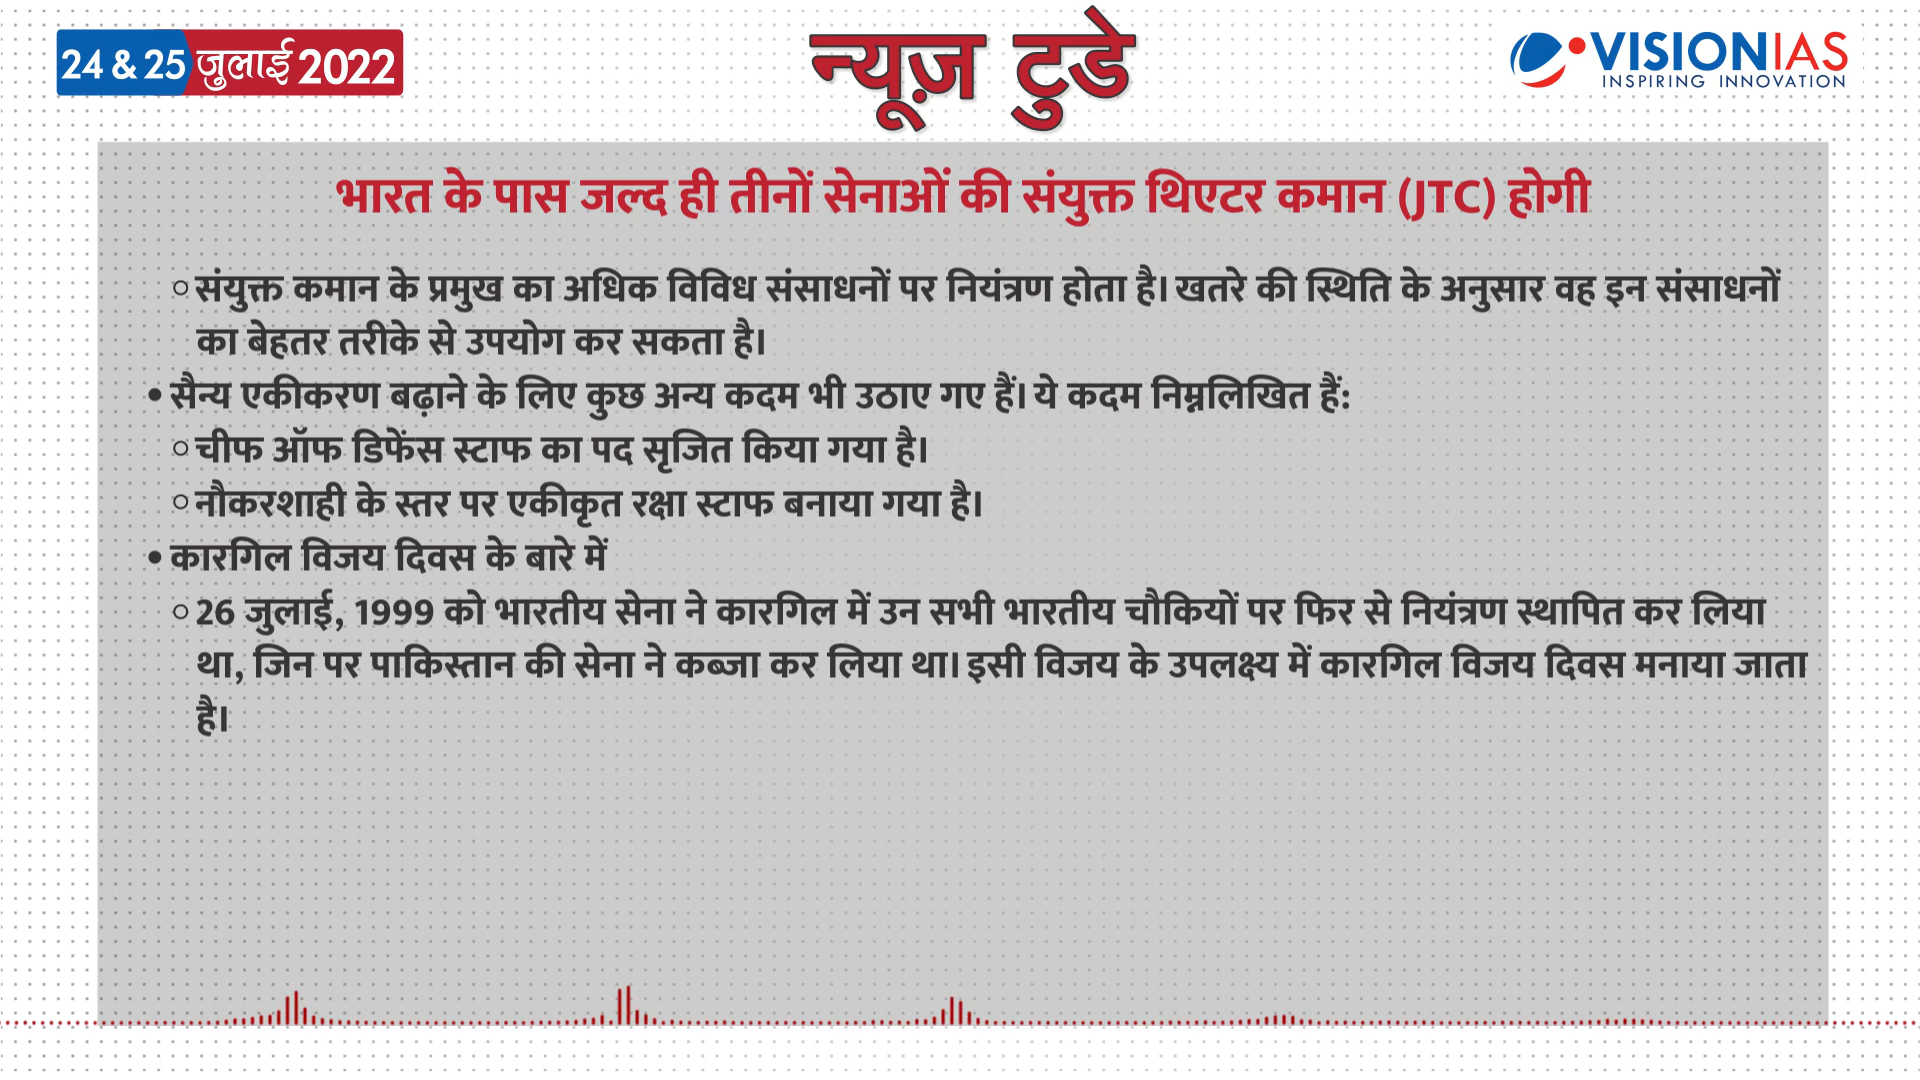 24 & 25 जुलाई 2022
न्यूज़ टुडे
VISIONIAS
INSPIRING INNOVATION
भारत के पास जल्द ही तीनों सेनाओं की संयुक्त थिएटर कमान (JTC) होगी
○ संयुक्त कमान के प्रमुख का अधिक विविध संसाधनों पर नियंत्रण होता है। खतरे की स्थिति के अनुसार वह इन संसाधनों
का बेहतर तरीके से उपयोग कर सकता है।
• सैन्य एकीकरण बढ़ाने के लिए कुछ अन्य कदम भी उठाए गए हैं। ये कदम निम्नलिखित हैं:
○ चीफ ऑफ डिफेंस स्टाफ का पद सृजित किया गया है।
○ नौकरशाही के स्तर पर एकीकृत रक्षा स्टाफ बनाया गया है।
• कारगिल विजय दिवस के बारे में
○ 26 जुलाई, 1999 को भारतीय सेना ने कारगिल में उन सभी भारतीय चौकियों पर फिर से नियंत्रण स्थापित कर लिया
था, जिन पर पाकिस्तान की सेना ने कब्जा कर लिया था। इसी विजय के उपलक्ष्य में कारगिल विजय दिवस मनाया जाता
है।